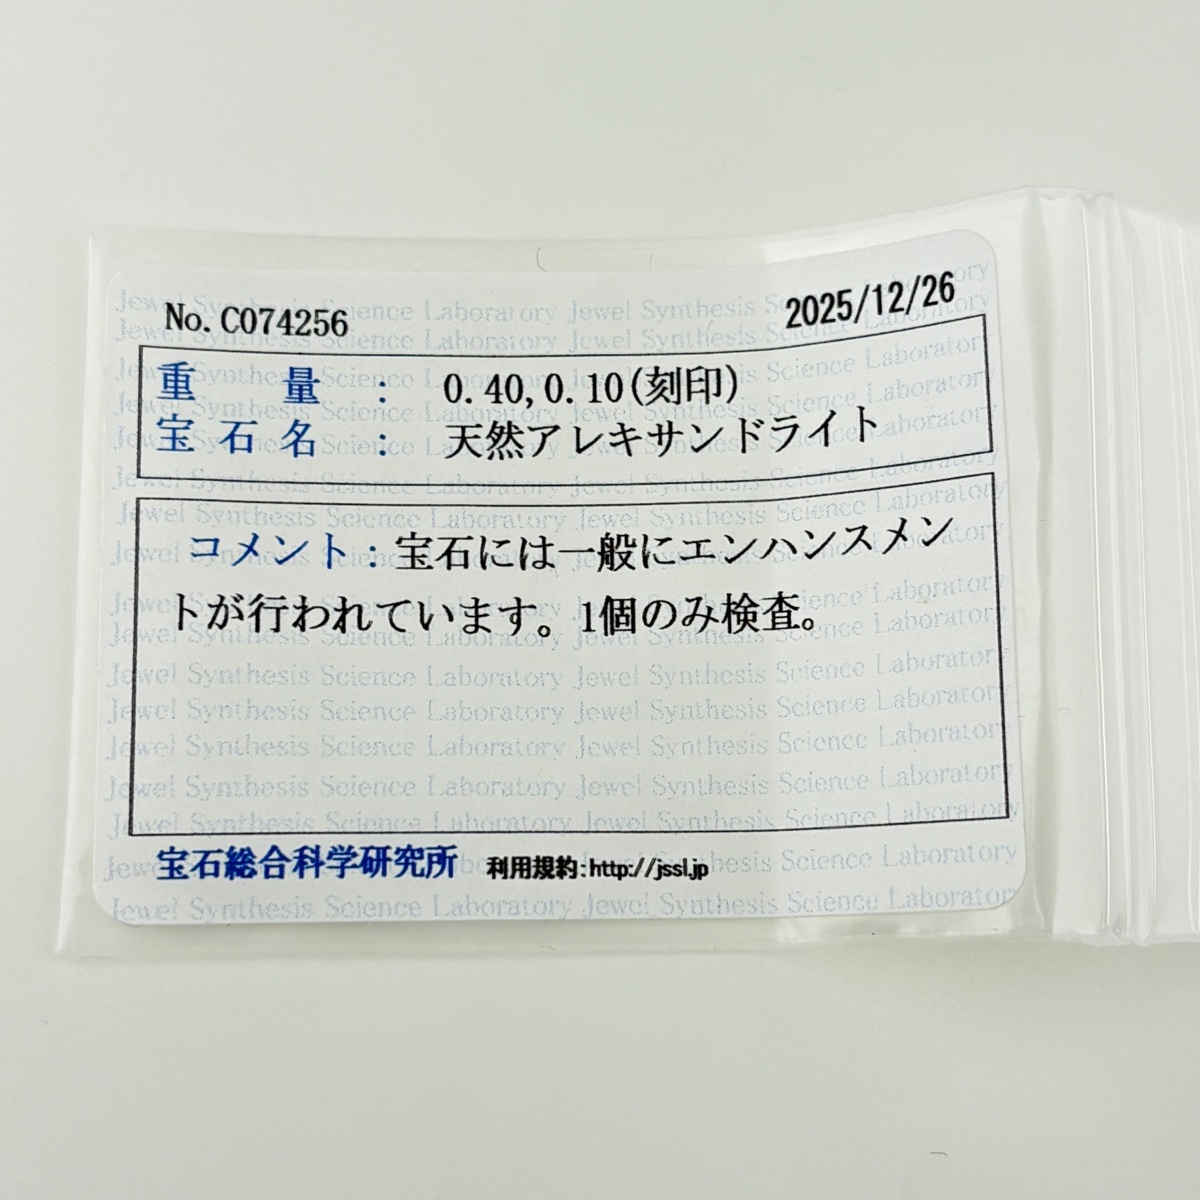 No. C074256
2025/12/26
重量： 0.40,0.10(刻印)
宝石名： 天然アレキサンドライト
コメント：宝石には一般にエンハンスメン
トが行われています。1個のみ検査。
宝石総合科学研究所 利用規約：http://jssl.jp
Jewel Synthesis Science Laboratory